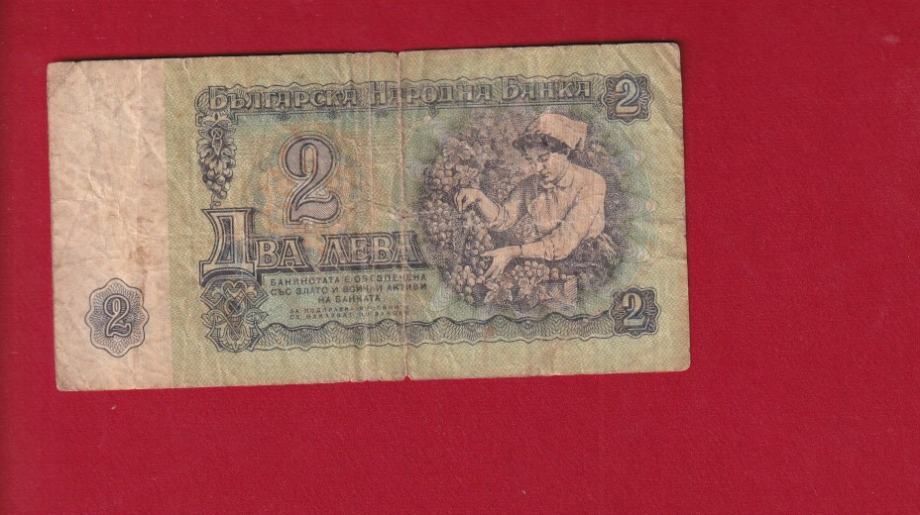 Българска Народна Банка
2
2
Два лева
Банкнотата е обезпечена
със злато и всички активи
на банката
2
2